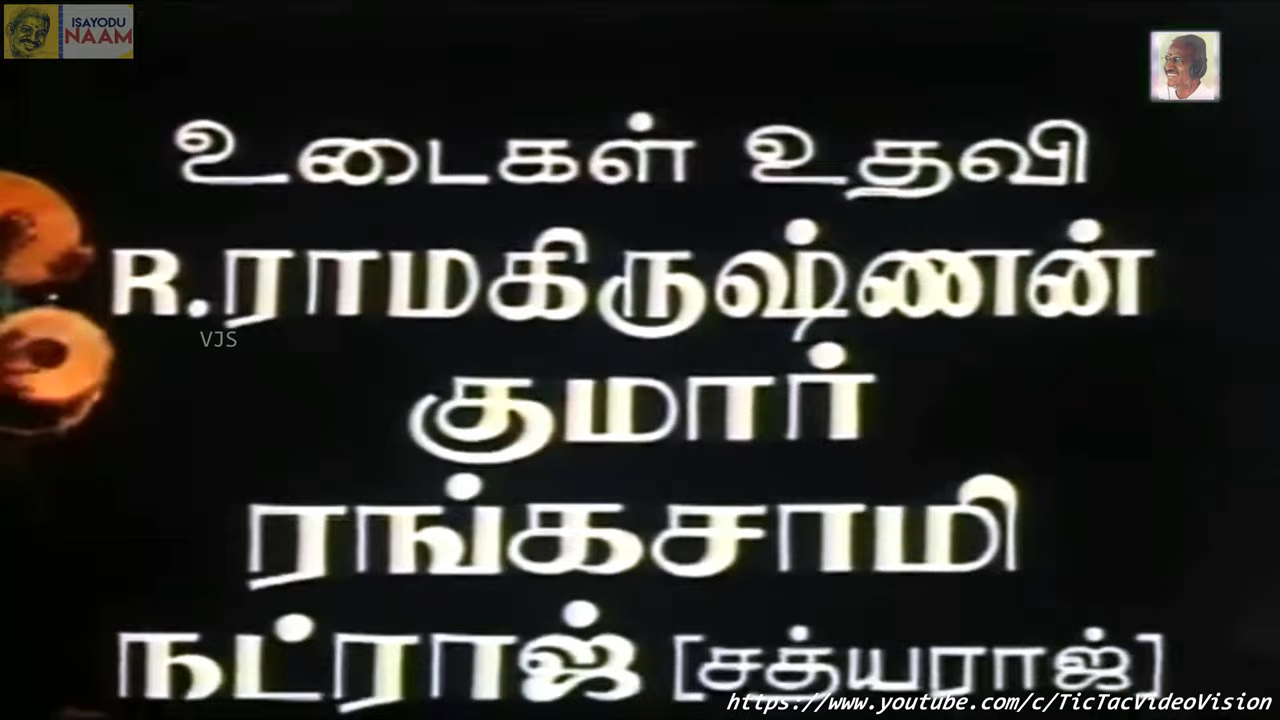 ISAYODU
NAAM
உடைகள் உதவி
R.ராமகிருஷ்ணன்
VJS
குமார்
ரங்கசாமி
நட்ராஜ் [சத்யராஜ்]
https://www.youtube.com/c/TicTacVideoVision